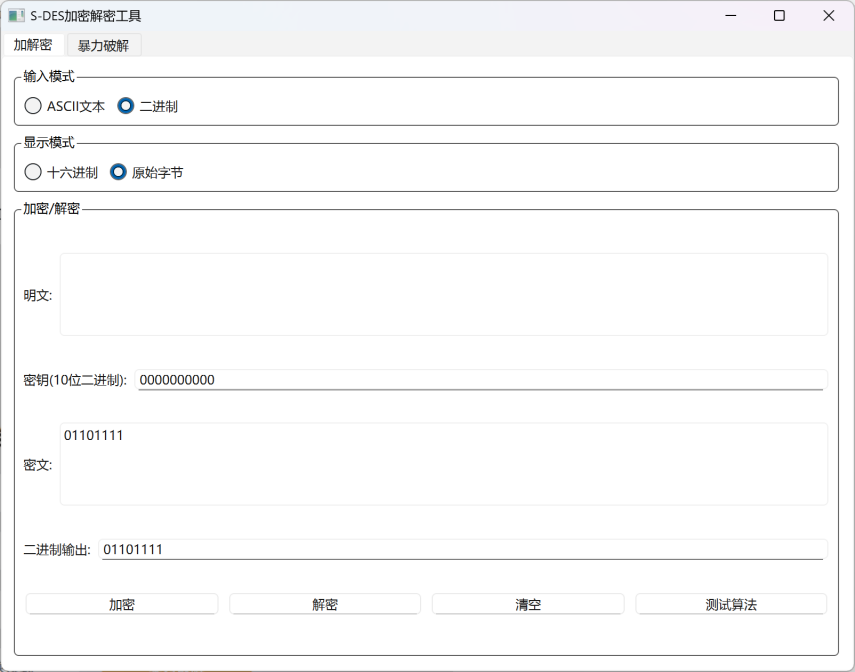 S-DES加密解密工具
加解密 暴力破解
输入模式
ASCII文本 二进制
显示模式
十六进制 原始字节
加密/解密
明文:
密钥(10位二进制): 0000000000
密文: 01101111
二进制输出: 01101111
加密 解密 清空 测试算法